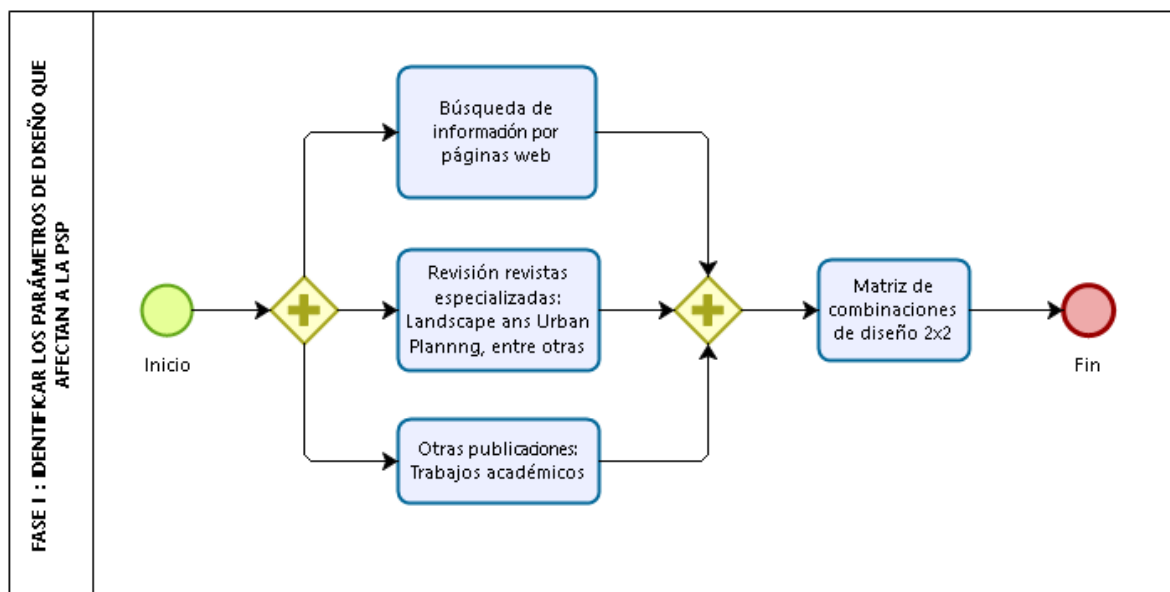 FASE I : IDENTIFICAR LOS PARÁMETROS DE DISEÑO QUE
AFECTAN A LA PSP
Inicio
Búsqueda de
información por
páginas web
Revisión revistas
especializadas:
Landscape ans Urban
Plannng, entre otras
Otras publicaciones:
Trabajos académicos
Matriz de
combinaciones
de diseño 2x2
Fin